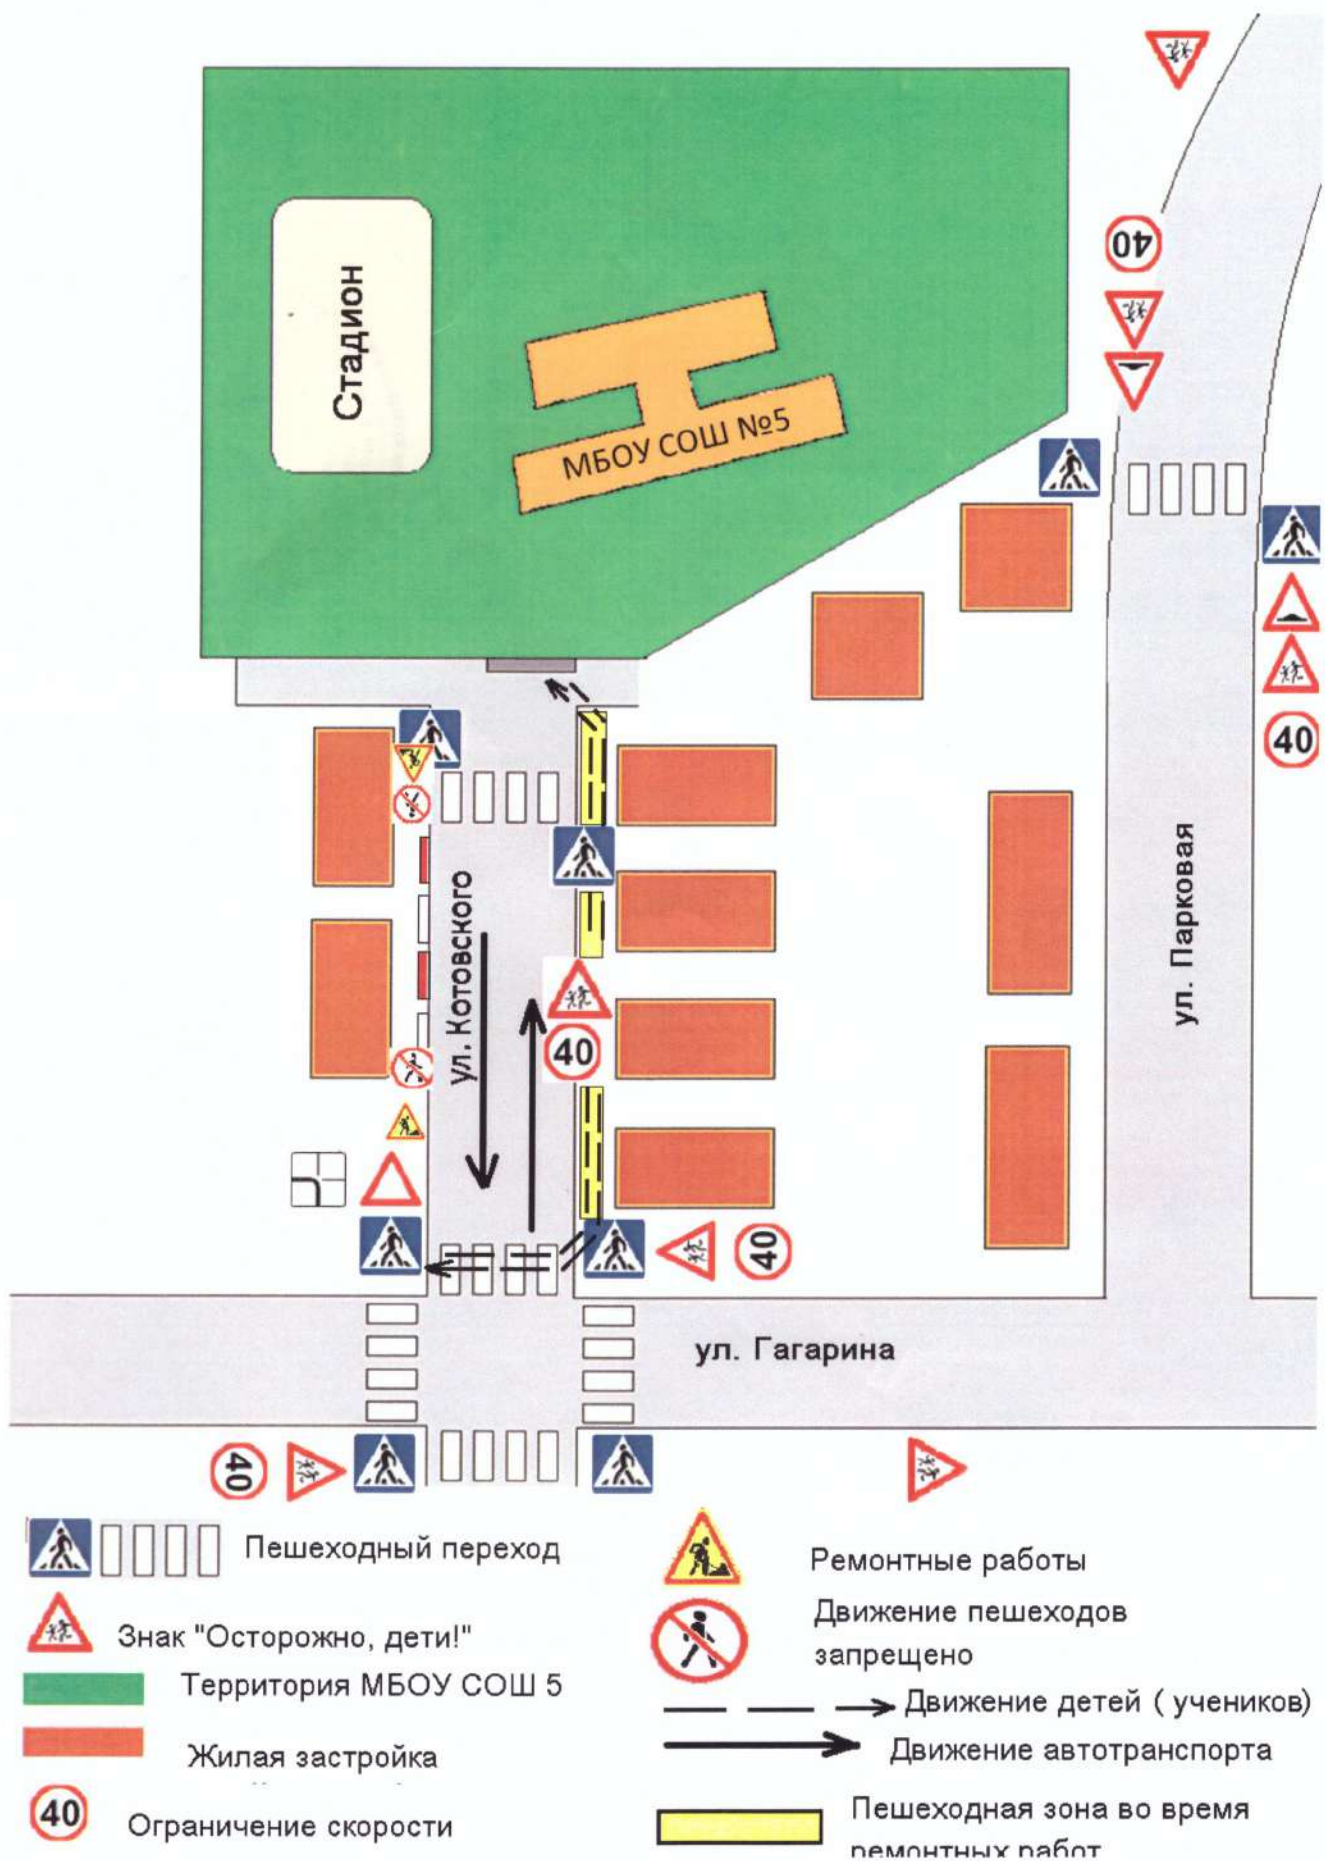 40
Стадион
МБОУ СОШ №5
40
ул. Котовского
ул. Парковая
40
40
ул. Гагарина
40
Пешеходный переход
Ремонтные работы
Знак "Осторожно, дети!"
Движение пешеходов
запрещено
Территория МБОУ СОШ 5
Движение детей ( учеников)
Жилая застройка
Движение автотранспорта
40
Ограничение скорости
Пешеходная зона во время
ремонтных работ